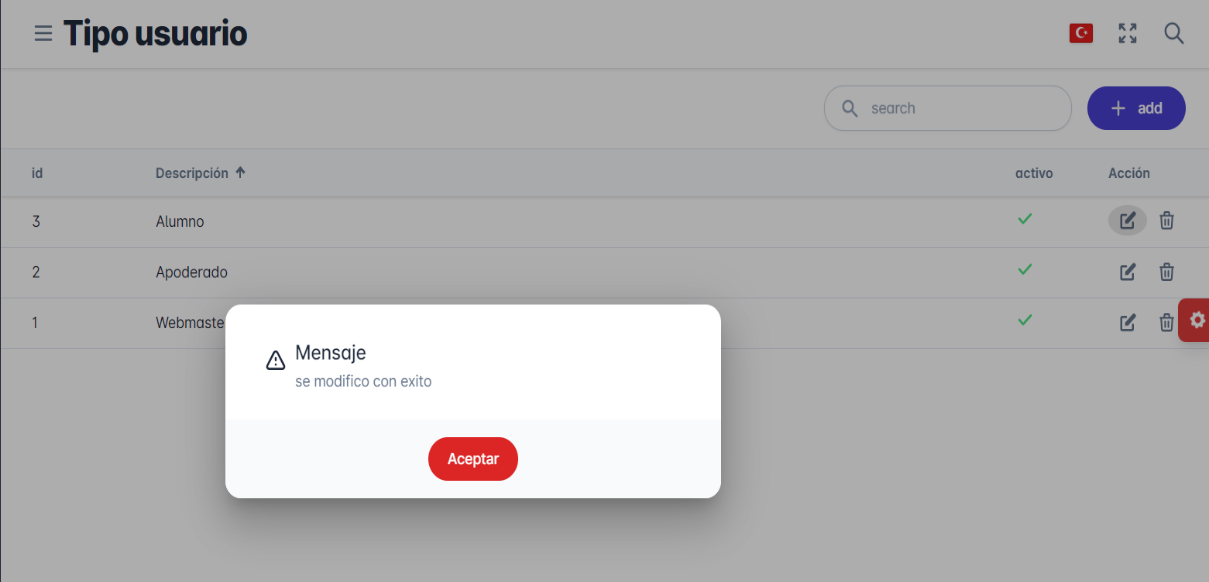 Tipo usuario
search
+ add
id Descripción ↑ activo Acción
3 Alumno
2 Apoderado
1 Webmaste
Mensaje
se modifico con exito
Aceptar